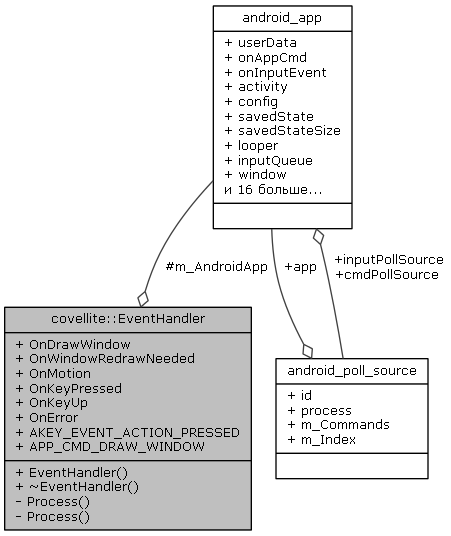 android_app
+ userData
+ onAppCmd
+ onInputEvent
+ activity
+ config
+ savedState
+ savedStateSize
+ looper
+ inputQueue
+ window
и 16 больше...
#m_AndroidApp
+app
+inputPollSource
+cmdPollSource
covellite::EventHandler
+ OnDrawWindow
+ OnWindowRedrawNeeded
+ OnMotion
+ OnKeyPressed
+ OnKeyUp
+ OnError
+ AKEY_EVENT_ACTION_PRESSED
+ APP_CMD_DRAW_WINDOW
+ EventHandler()
+ ~EventHandler()
- Process()
- Process()
android_poll_source
+ id
+ process
+ m_Commands
+ m_Index